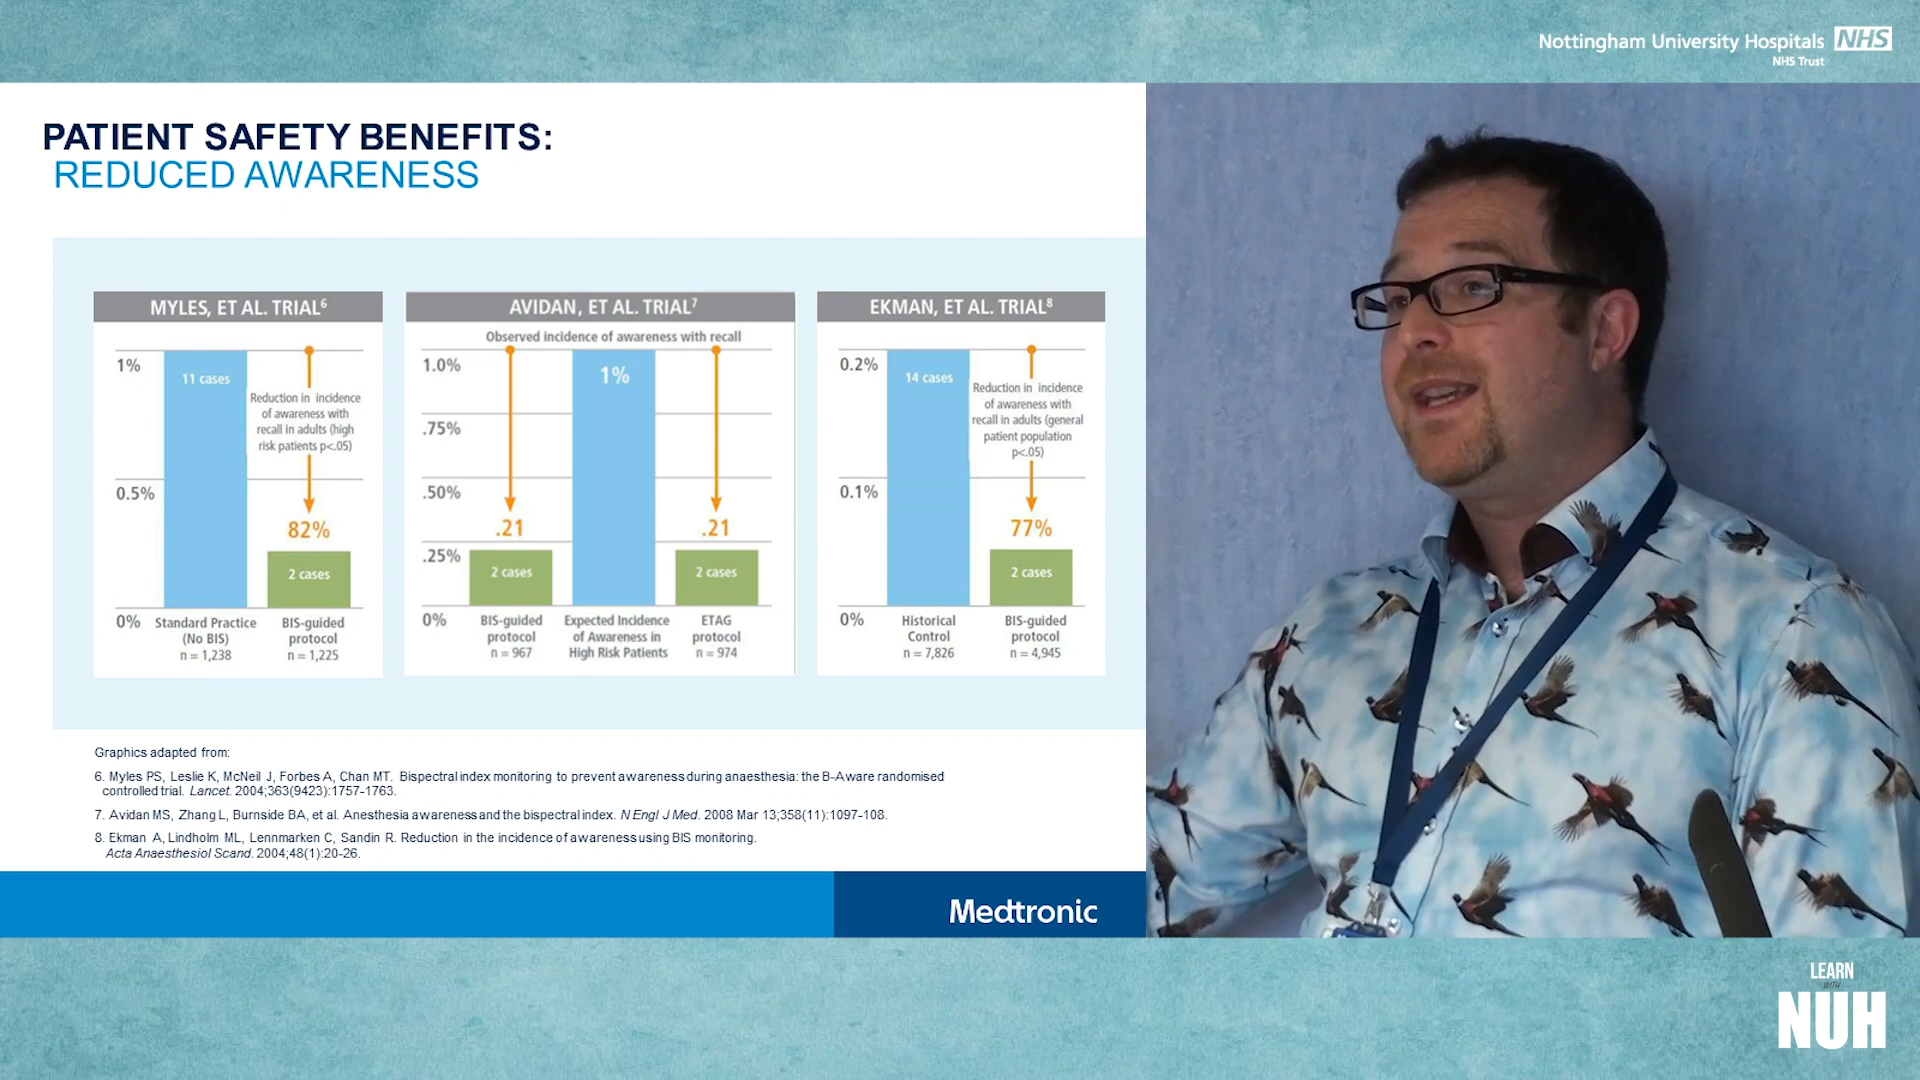 Nottingham University Hospitals NHS
NHS Trust
PATIENT SAFETY BENEFITS:
REDUCED AWARENESS
MYLES, ET AL. TRIAL6
1%
11 cases
Reduction in incidence
of awareness with
recall in adults (high
risk patients p<.05)
0.5%
82%
2 cases
0%
Standard Practice
(No BIS)
n = 1,238
BIS-guided
protocol
n = 1,225
AVIDAN, ET AL. TRIAL7
Observed incidence of awareness with recall
1.0%
1%
.75%
.50%
.21
.21
.25%
2 cases
2 cases
0%
BIS-guided
protocol
n = 967
Expected Incidence
of Awareness in
High Risk Patients
ETAG
protocol
n = 974
EKMAN, ET AL. TRIAL8
0.2%
14 cases
Reduction in incidence
of awareness with
recall in adults (general
patient population
p<.05)
0.1%
77%
2 cases
0%
Historical
Control
n = 7,826
BIS-guided
protocol
n = 4,945
Graphics adapted from:
6. Myles PS, Leslie K, McNeil J, Forbes A, Chan MT. Bispectral index monitoring to prevent awareness during anaesthesia: the B-Aware randomised
controlled trial. Lancet. 2004;363(9423):1757-1763.
7. Avidan MS, Zhang L, Burnside BA, et al. Anesthesia awareness and the bispectral index. N Engl J Med. 2008 Mar 13;358(11):1097-108.
8. Ekman A, Lindholm ML, Lennmarken C, Sandin R. Reduction in the incidence of awareness using BIS monitoring.
Acta Anaesthesiol Scand. 2004;48(1):20-26.
Medtronic
LEARN
WITH
NUH